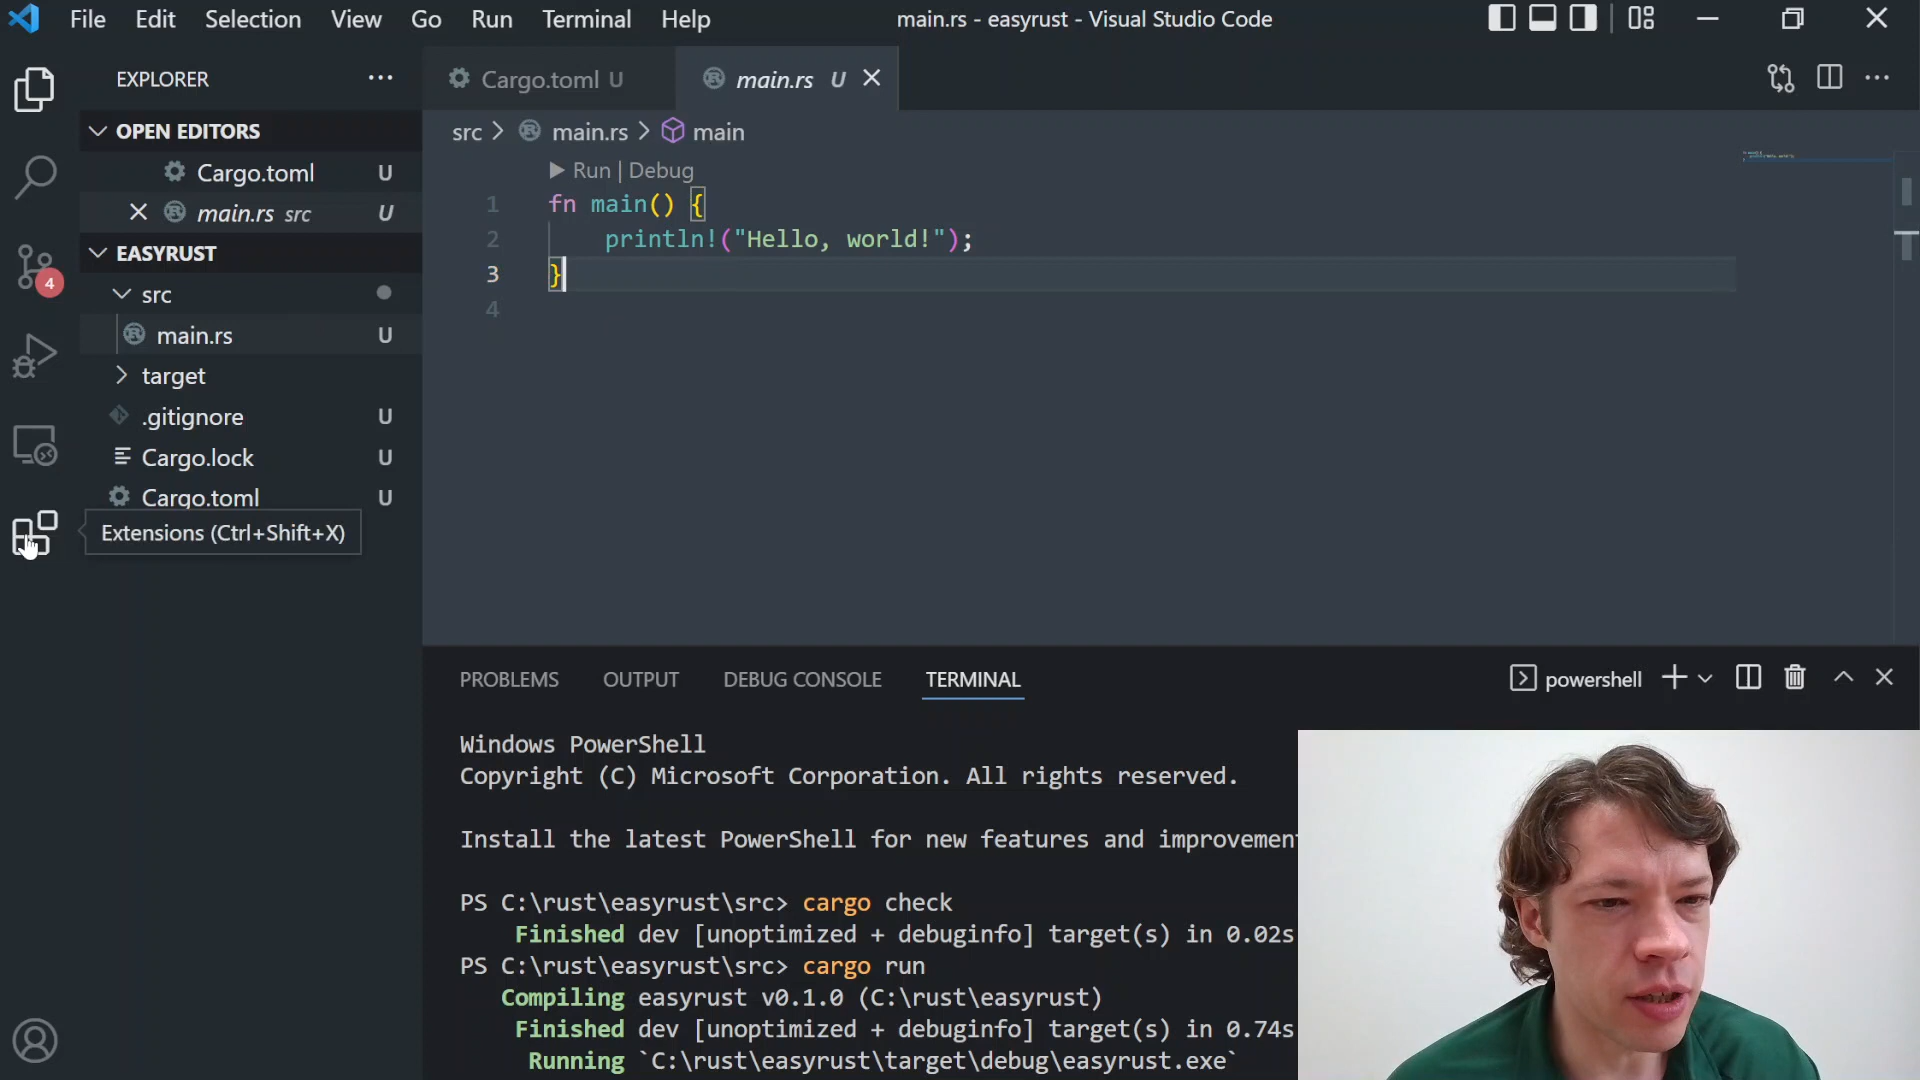 File Edit Selection View Go Run Terminal Help
main.rs - easyrust - Visual Studio Code
EXPLORER
OPEN EDITORS
Cargo.toml U
main.rs src U
EASYRUST
src
main.rs U
target
.gitignore U
Cargo.lock U
Cargo.toml U
Extensions (Ctrl+Shift+X)
4
Cargo.toml U
main.rs U
src > main.rs > main
Run | Debug
1 fn main() {
2 println!("Hello, world!");
3 }
4
PROBLEMS OUTPUT DEBUG CONSOLE TERMINAL
powershell
Windows PowerShell
Copyright (C) Microsoft Corporation. All rights reserved.
Install the latest PowerShell for new features and improvement
PS C:\rust\easyrust\src> cargo check
Finished dev [unoptimized + debuginfo] target(s) in 0.02s
PS C:\rust\easyrust\src> cargo run
Compiling easyrust v0.1.0 (C:\rust\easyrust)
Finished dev [unoptimized + debuginfo] target(s) in 0.74s
Running `C:\rust\easyrust\target\debug\easyrust.exe`